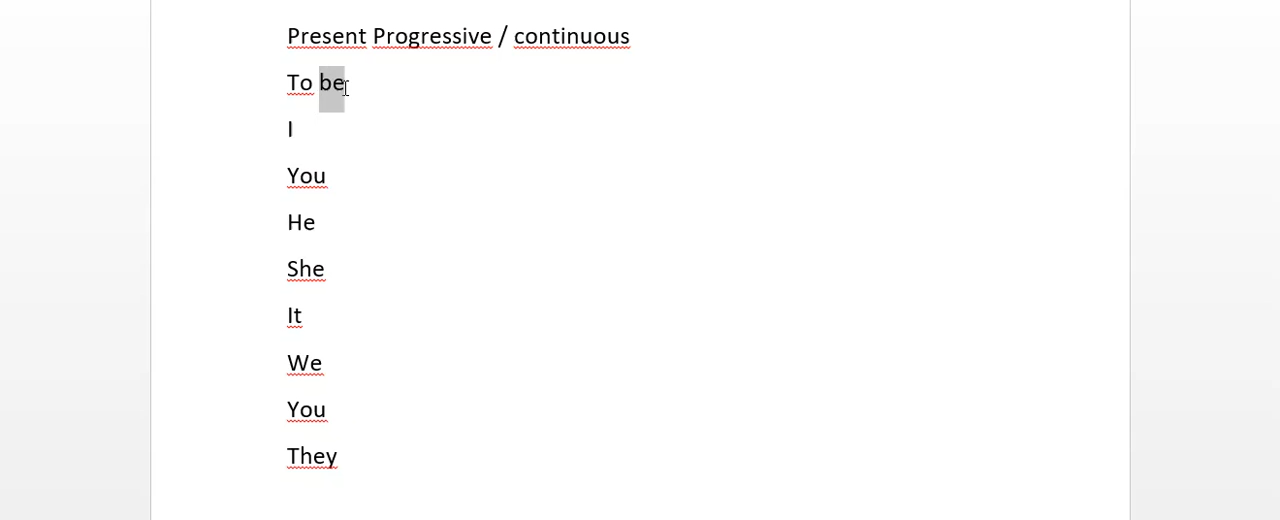 Present Progressive / continuous
To be
I
You
He
She
It
We
You
They